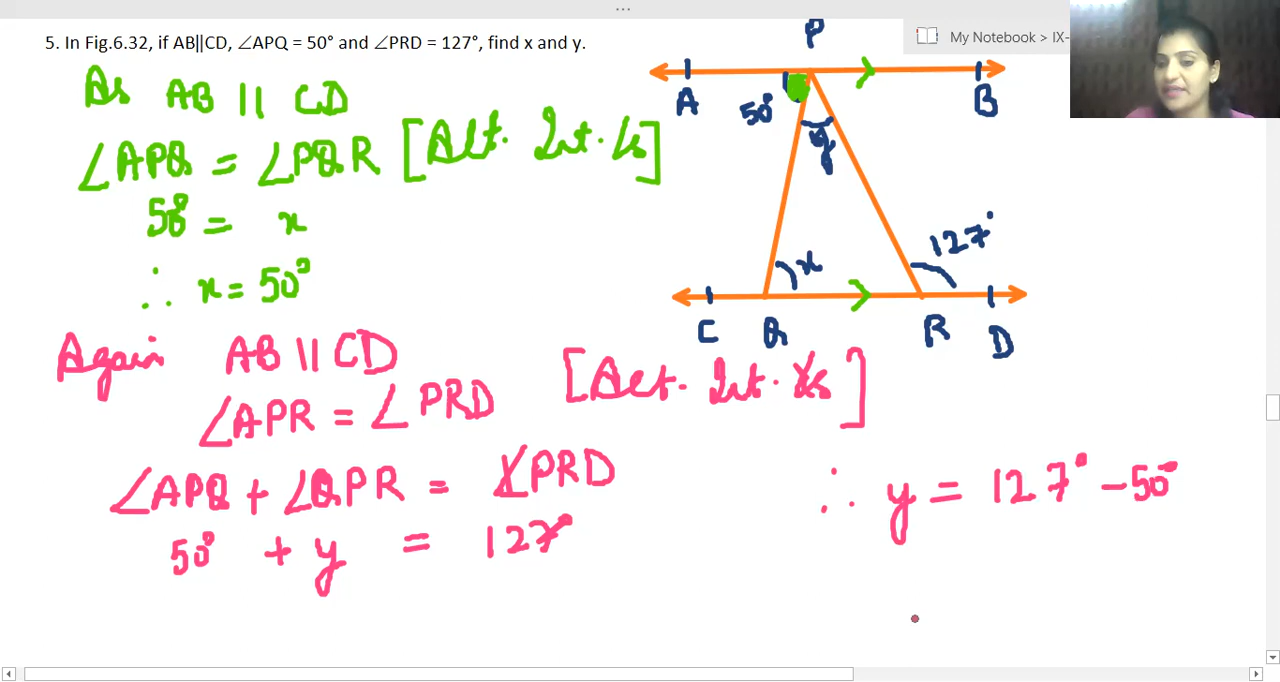 My Notebook > IX-
5. In Fig.6.32, if AB||CD, ∠APQ = 50° and ∠PRD = 127°, find x and y.
As AB || CD
∠APQ = ∠PQR [Alt. Int. ∠s]
50° = x
∴ x = 50°
P
A
B
50°
y
x
127°
C
Q
R
D
Again AB || CD
∠APR = ∠PRD [Alt. Int. ∠s]
∠APQ + ∠QPR = ∠PRD
50° + y = 127°
∴ y = 127° - 50°